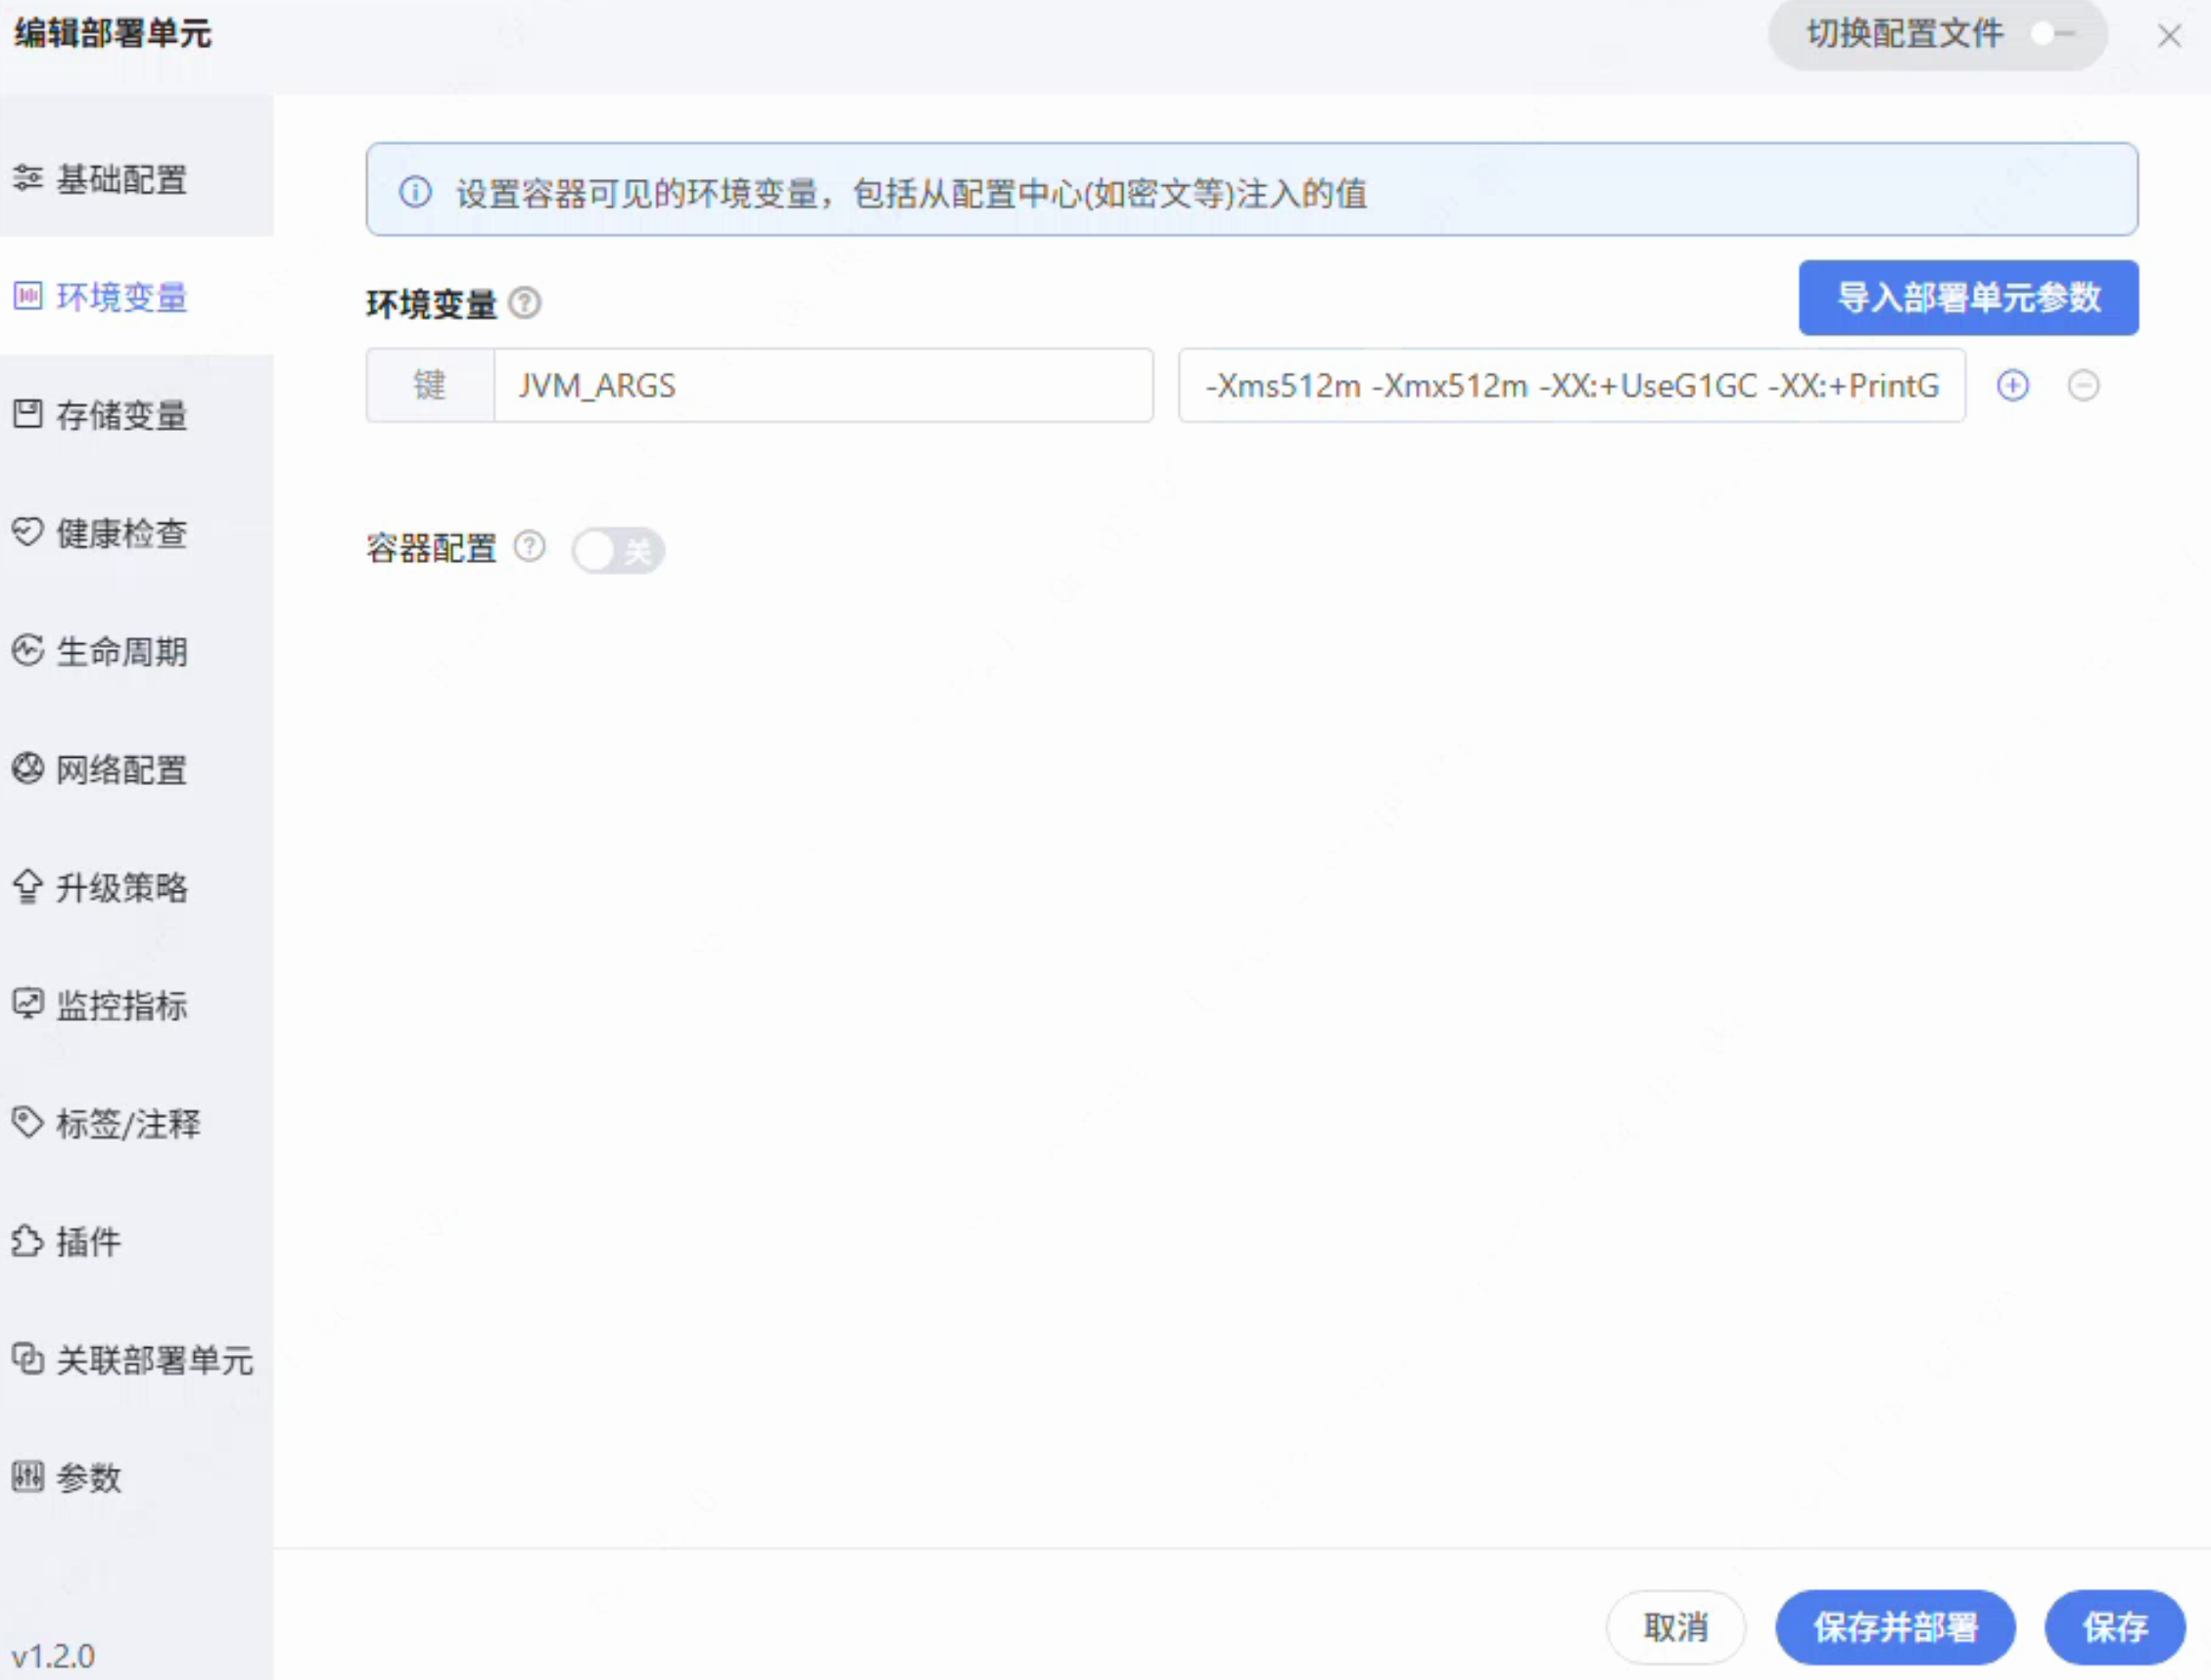 编辑部署单元
切换配置文件
基础配置
环境变量
存储变量
健康检查
生命周期
网络配置
升级策略
监控指标
标签/注释
插件
关联部署单元
参数
v1.2.0
设置容器可见的环境变量，包括从配置中心(如密文等)注入的值
环境变量
导入部署单元参数
键 JVM_ARGS -Xms512m -Xmx512m -XX:+UseG1GC -XX:+PrintG
容器配置 关
取消 保存并部署 保存